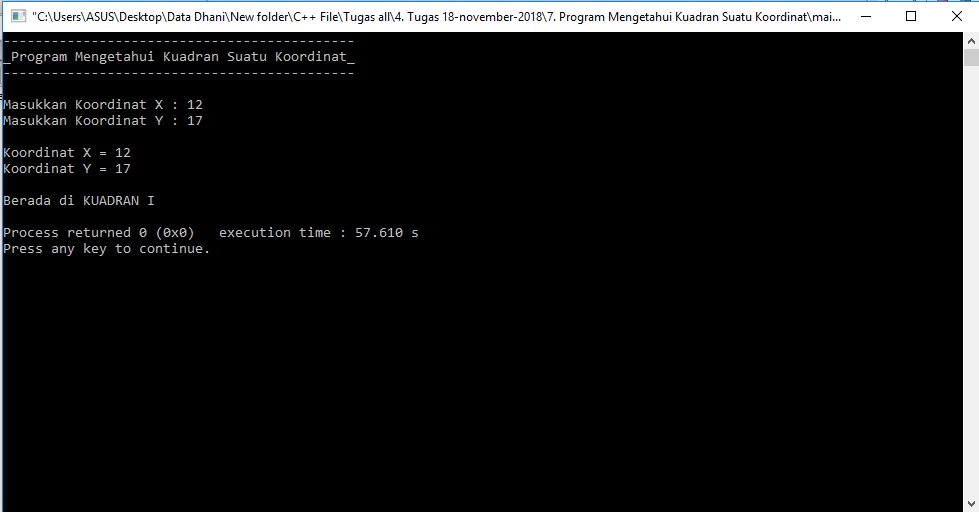 "C:\Users\ASUS\Desktop\Data Dhani\New folder\C++ File\Tugas all\4. Tugas 18-november-2018\7. Program Mengetahui Kuadran Suatu Koordinat\mai...
--------------------------------------------
_Program Mengetahui Kuadran Suatu Koordinat_
--------------------------------------------
Masukkan Koordinat X : 12
Masukkan Koordinat Y : 17
Koordinat X = 12
Koordinat Y = 17
Berada di KUADRAN I
Process returned 0 (0x0)   execution time : 57.610 s
Press any key to continue.